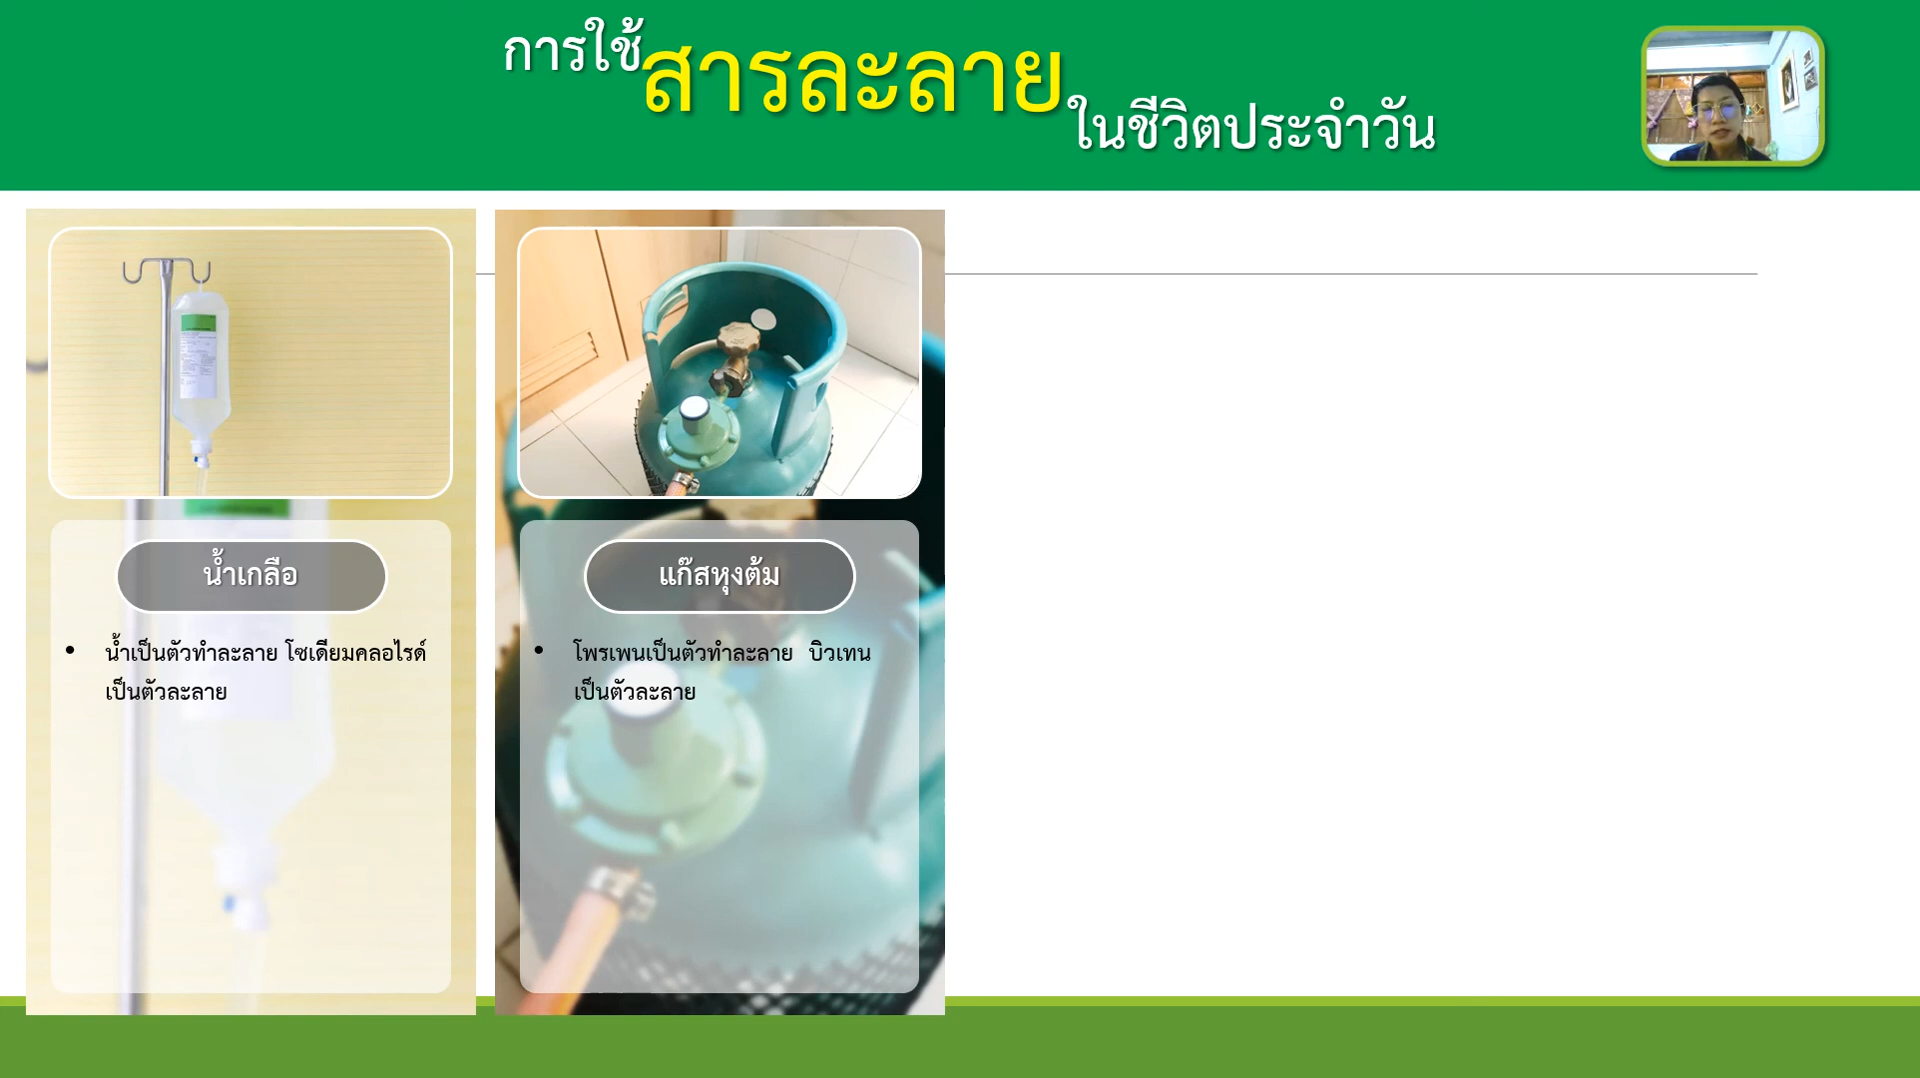 การใช้สารละลายในชีวิตประจำวัน
น้ำเกลือ
• น้ำเป็นตัวทำละลาย โซเดียมคลอไรด์
เป็นตัวละลาย
แก๊สหุงต้ม
• โพรเพนเป็นตัวทำละลาย บิวเทน
เป็นตัวละลาย